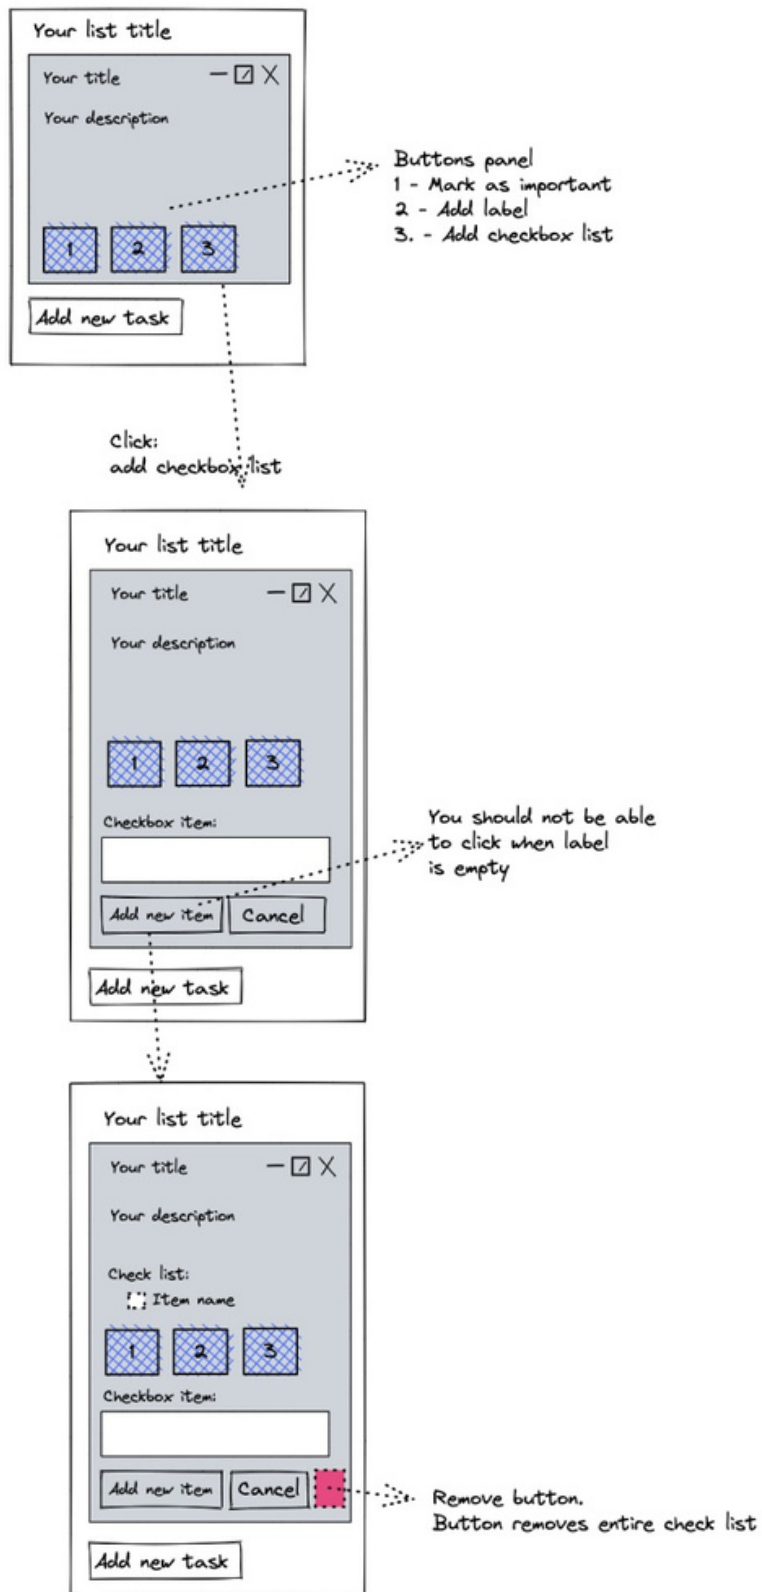 Your list title
Your title
Your description
1 2 3
Add new task
Buttons panel
1 - Mark as important
2 - Add label
3. - Add checkbox list
Click:
add checkbox list
Your list title
Your title
Your description
1 2 3
Checkbox item:
Add new item Cancel
Add new task
You should not be able
to click when label
is empty
Your list title
Your title
Your description
Check list:
Item name
1 2 3
Checkbox item:
Add new item Cancel
Add new task
Remove button.
Button removes entire check list